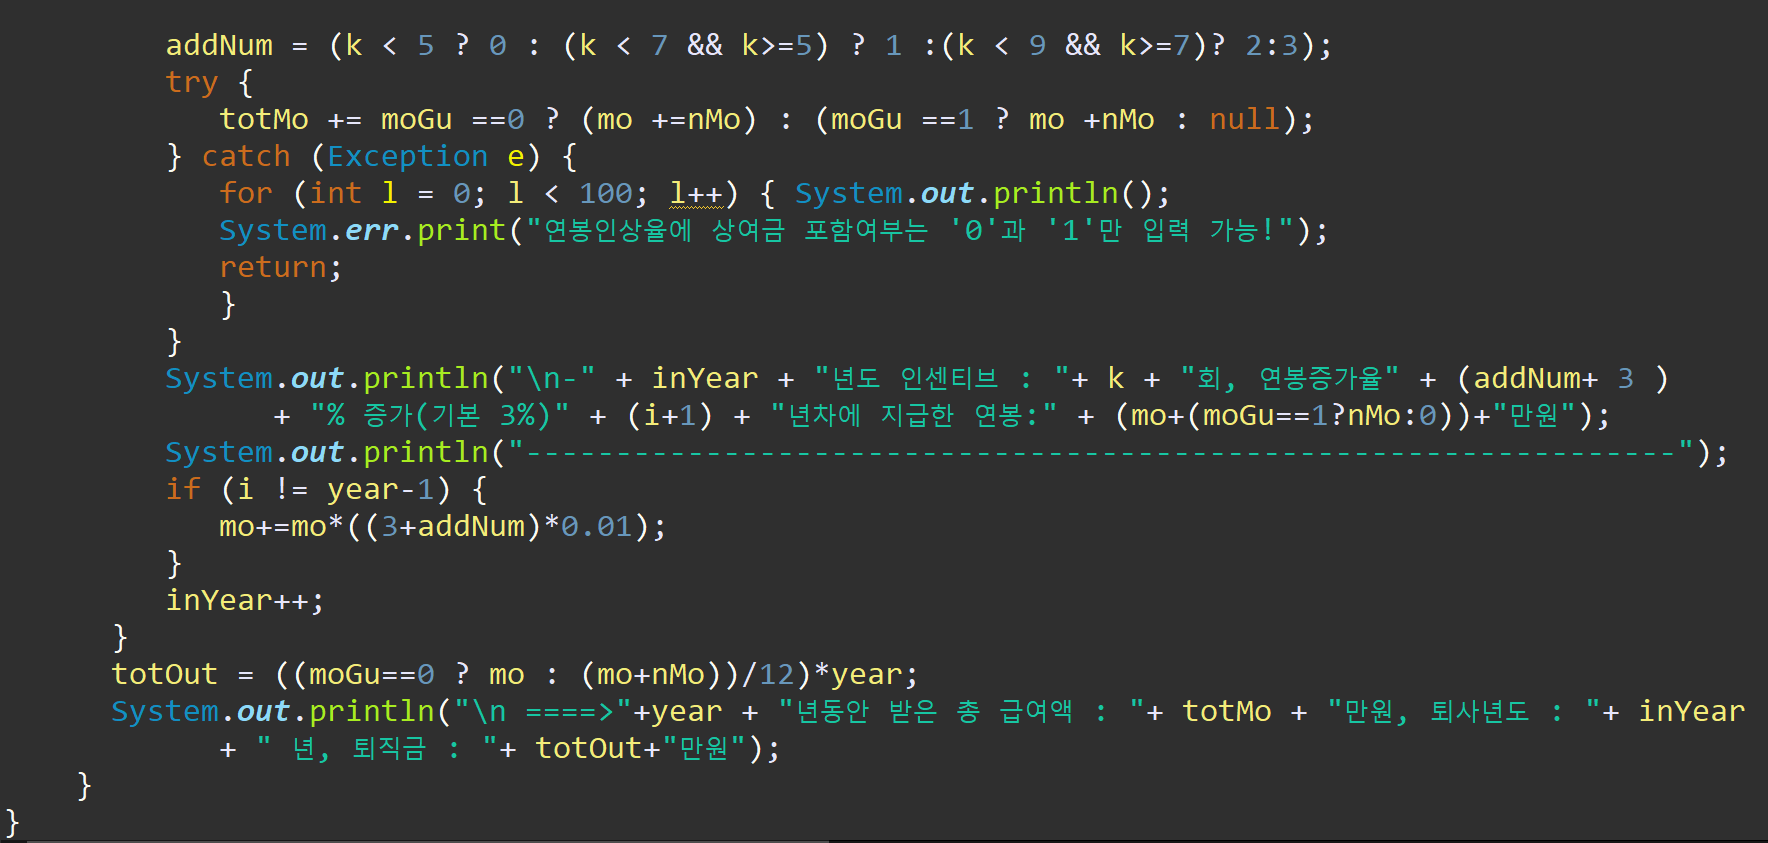 addNum = (k < 5 ? 0 : (k < 7 && k>=5) ? 1 :(k < 9 && k>=7)? 2:3);
try {
totMo += moGu ==0 ? (mo +=nMo) : (moGu ==1 ? mo +nMo : null);
} catch (Exception e) {
for (int l = 0; l < 100; l++) { System.out.println();
System.err.print("연봉인상율에 상여금 포함여부는 '0'과 '1'만 입력 가능!");
return;
}
}
System.out.println("\n-" + inYear + "년도 인센티브 : "+ k + "회, 연봉증가율" + (addNum+ 3 )
+ "% 증가(기본 3%)" + (i+1) + "년차에 지급한 연봉:" + (mo+(moGu==1?nMo:0))+"만원");
System.out.println("----------------------------------------------------------------");
if (i != year-1) {
mo+=mo*((3+addNum)*0.01);
}
inYear++;
}
totOut = ((moGu==0 ? mo : (mo+nMo))/12)*year;
System.out.println("\n ====>"+year + "년동안 받은 총 급여액 : "+ totMo + "만원, 퇴사년도 : "+ inYear
+ " 년, 퇴직금 : "+ totOut+"만원");
}
}